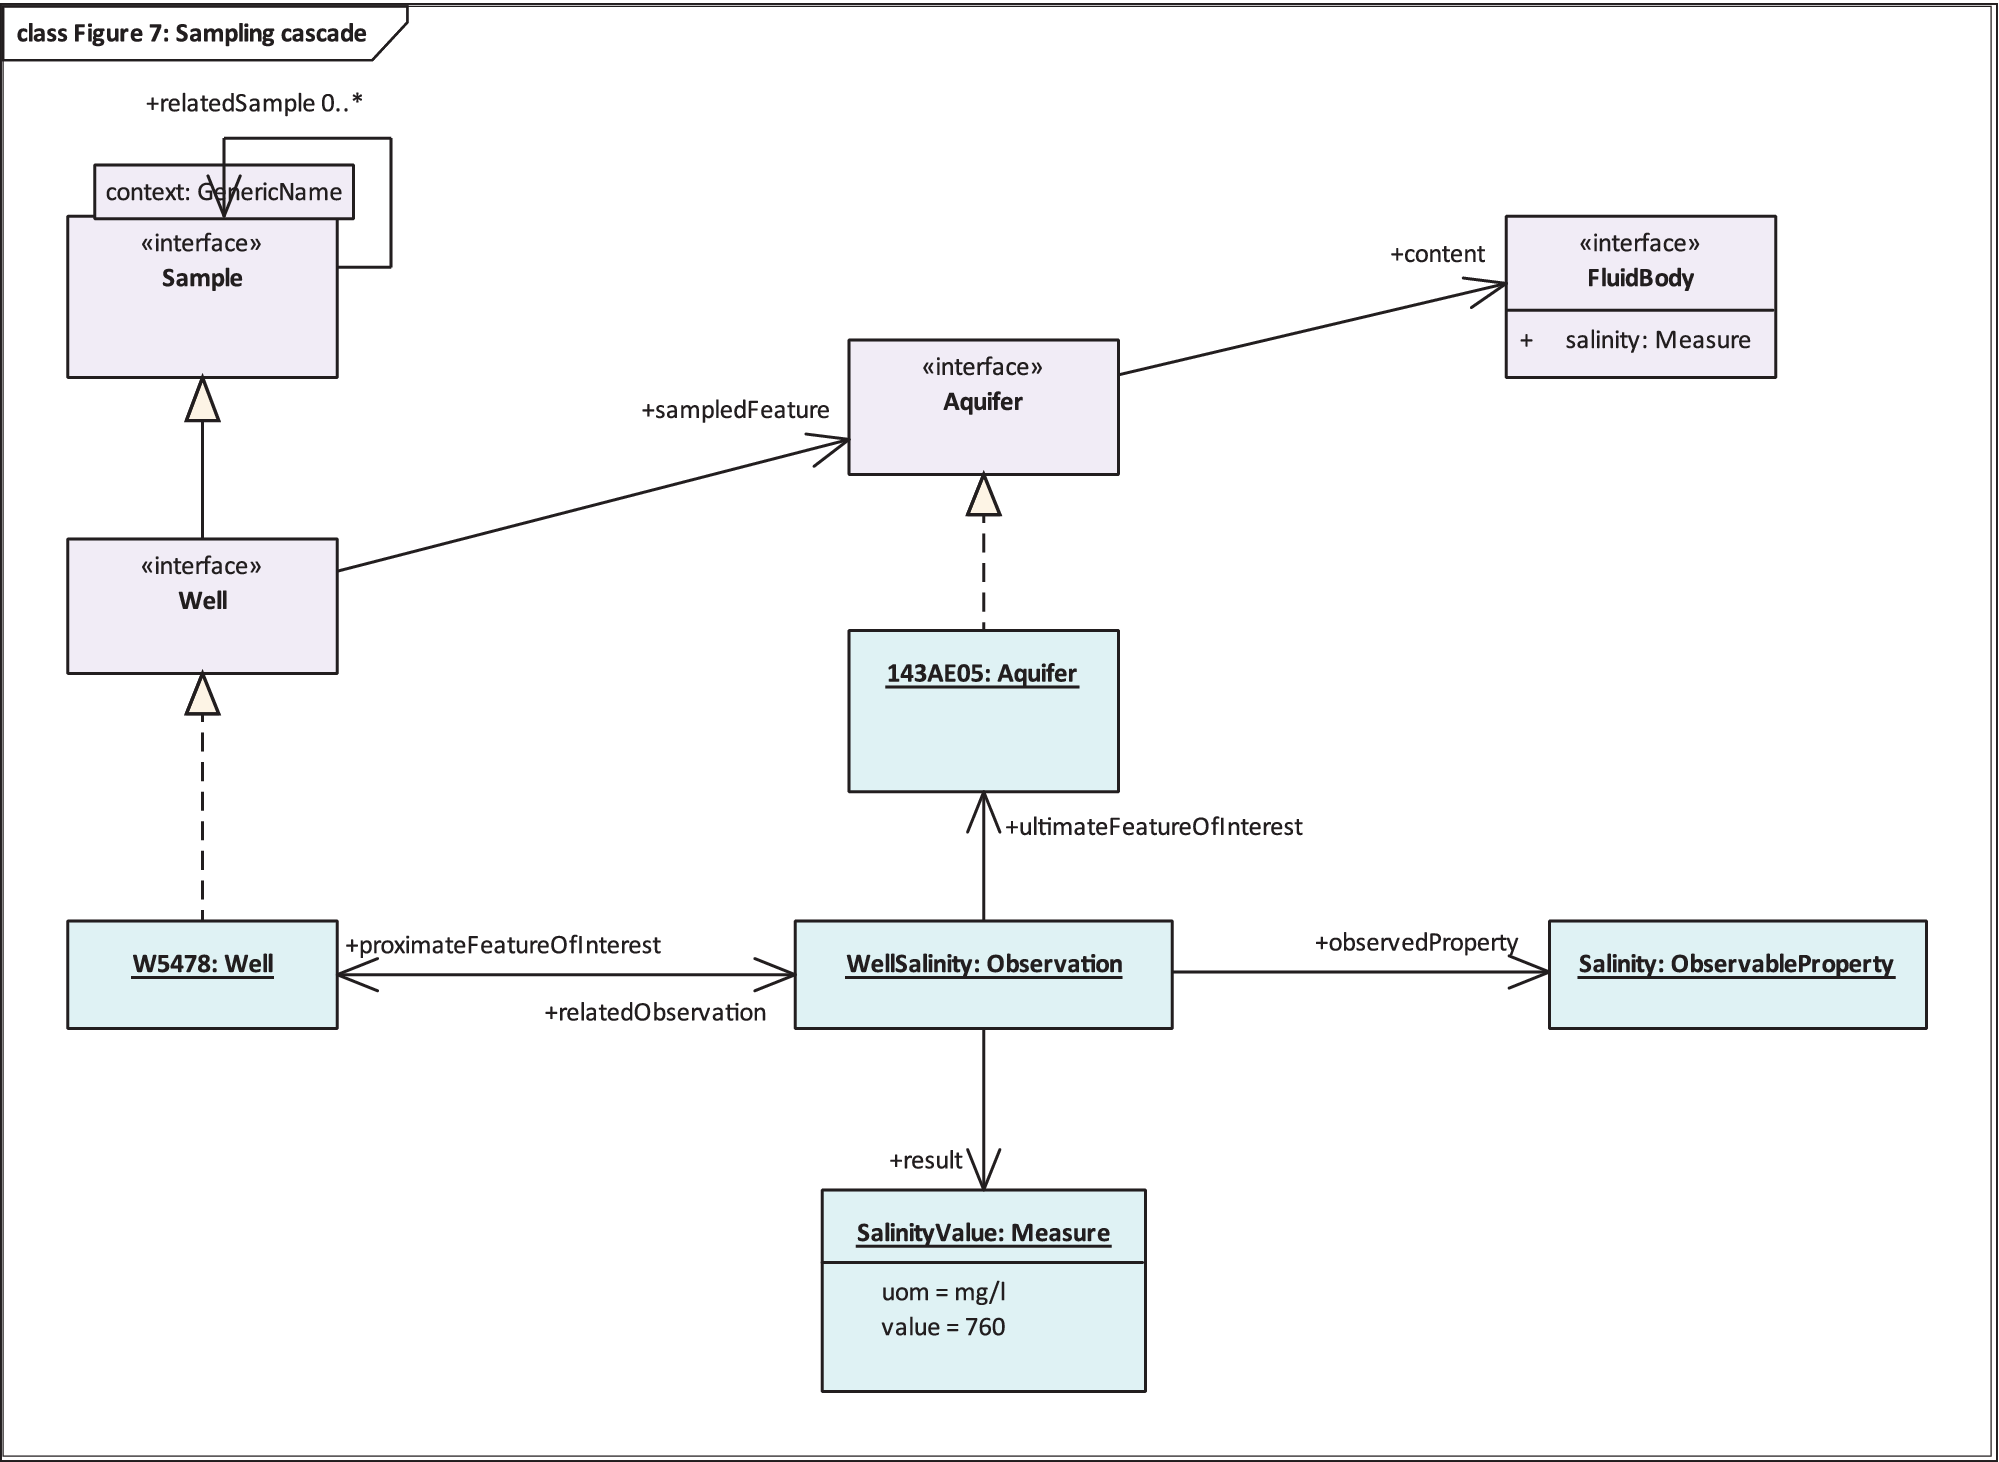 class Figure 7: Sampling cascade
+relatedSample 0..*
context: GenericName
«interface»
Sample
+content
«interface»
FluidBody
+ salinity: Measure
«interface»
Aquifer
+sampledFeature
«interface»
Well
143AE05: Aquifer
+ultimateFeatureOfInterest
W5478: Well
+proximateFeatureOfInterest
+relatedObservation
WellSalinity: Observation
+observedProperty
Salinity: ObservableProperty
+result
SalinityValue: Measure
uom = mg/l
value = 760